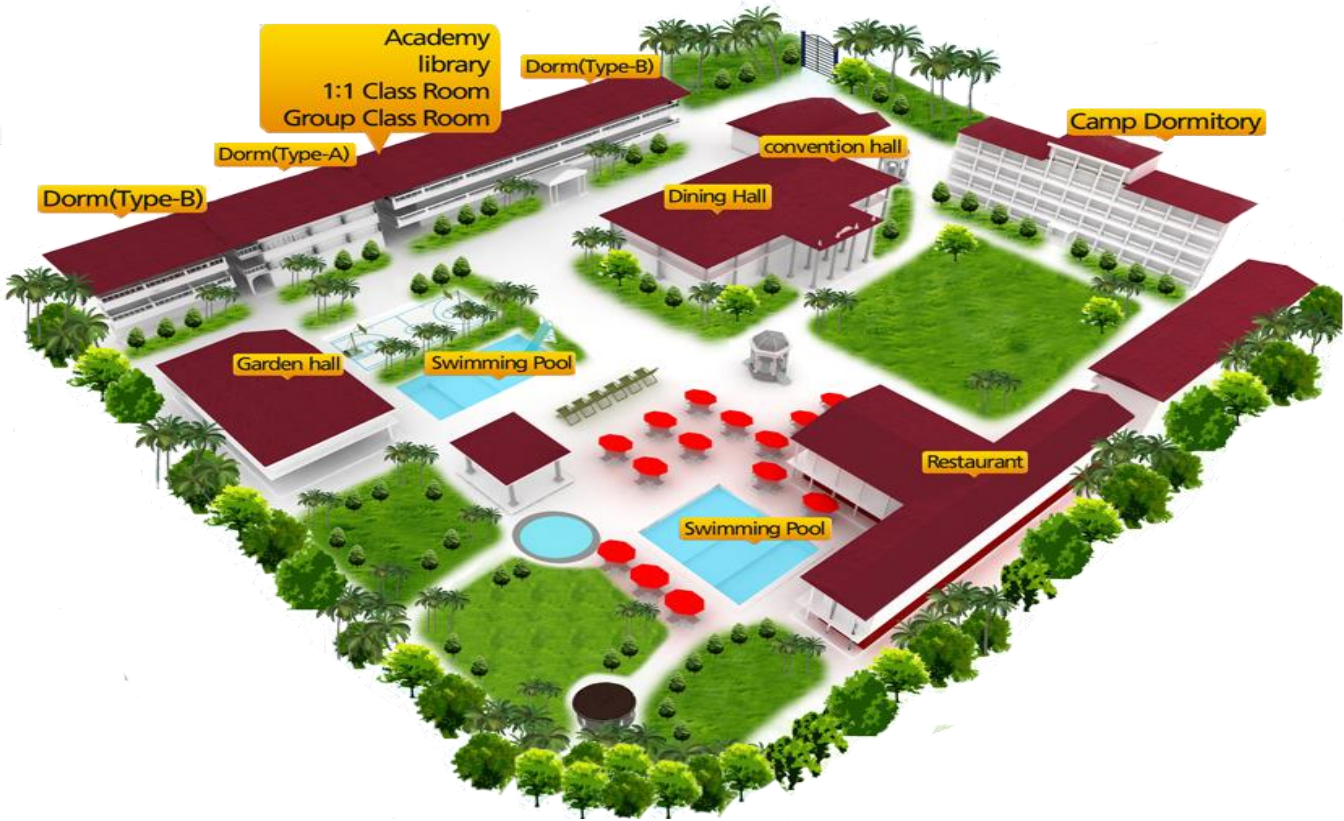 Academy
library
1:1 Class Room
Group Class Room
Dorm(Type-B)
Camp Dormitory
Dorm(Type-A)
convention hall
Dorm(Type-B)
Dining Hall
Garden hall
Swimming Pool
Restaurant
Swimming Pool